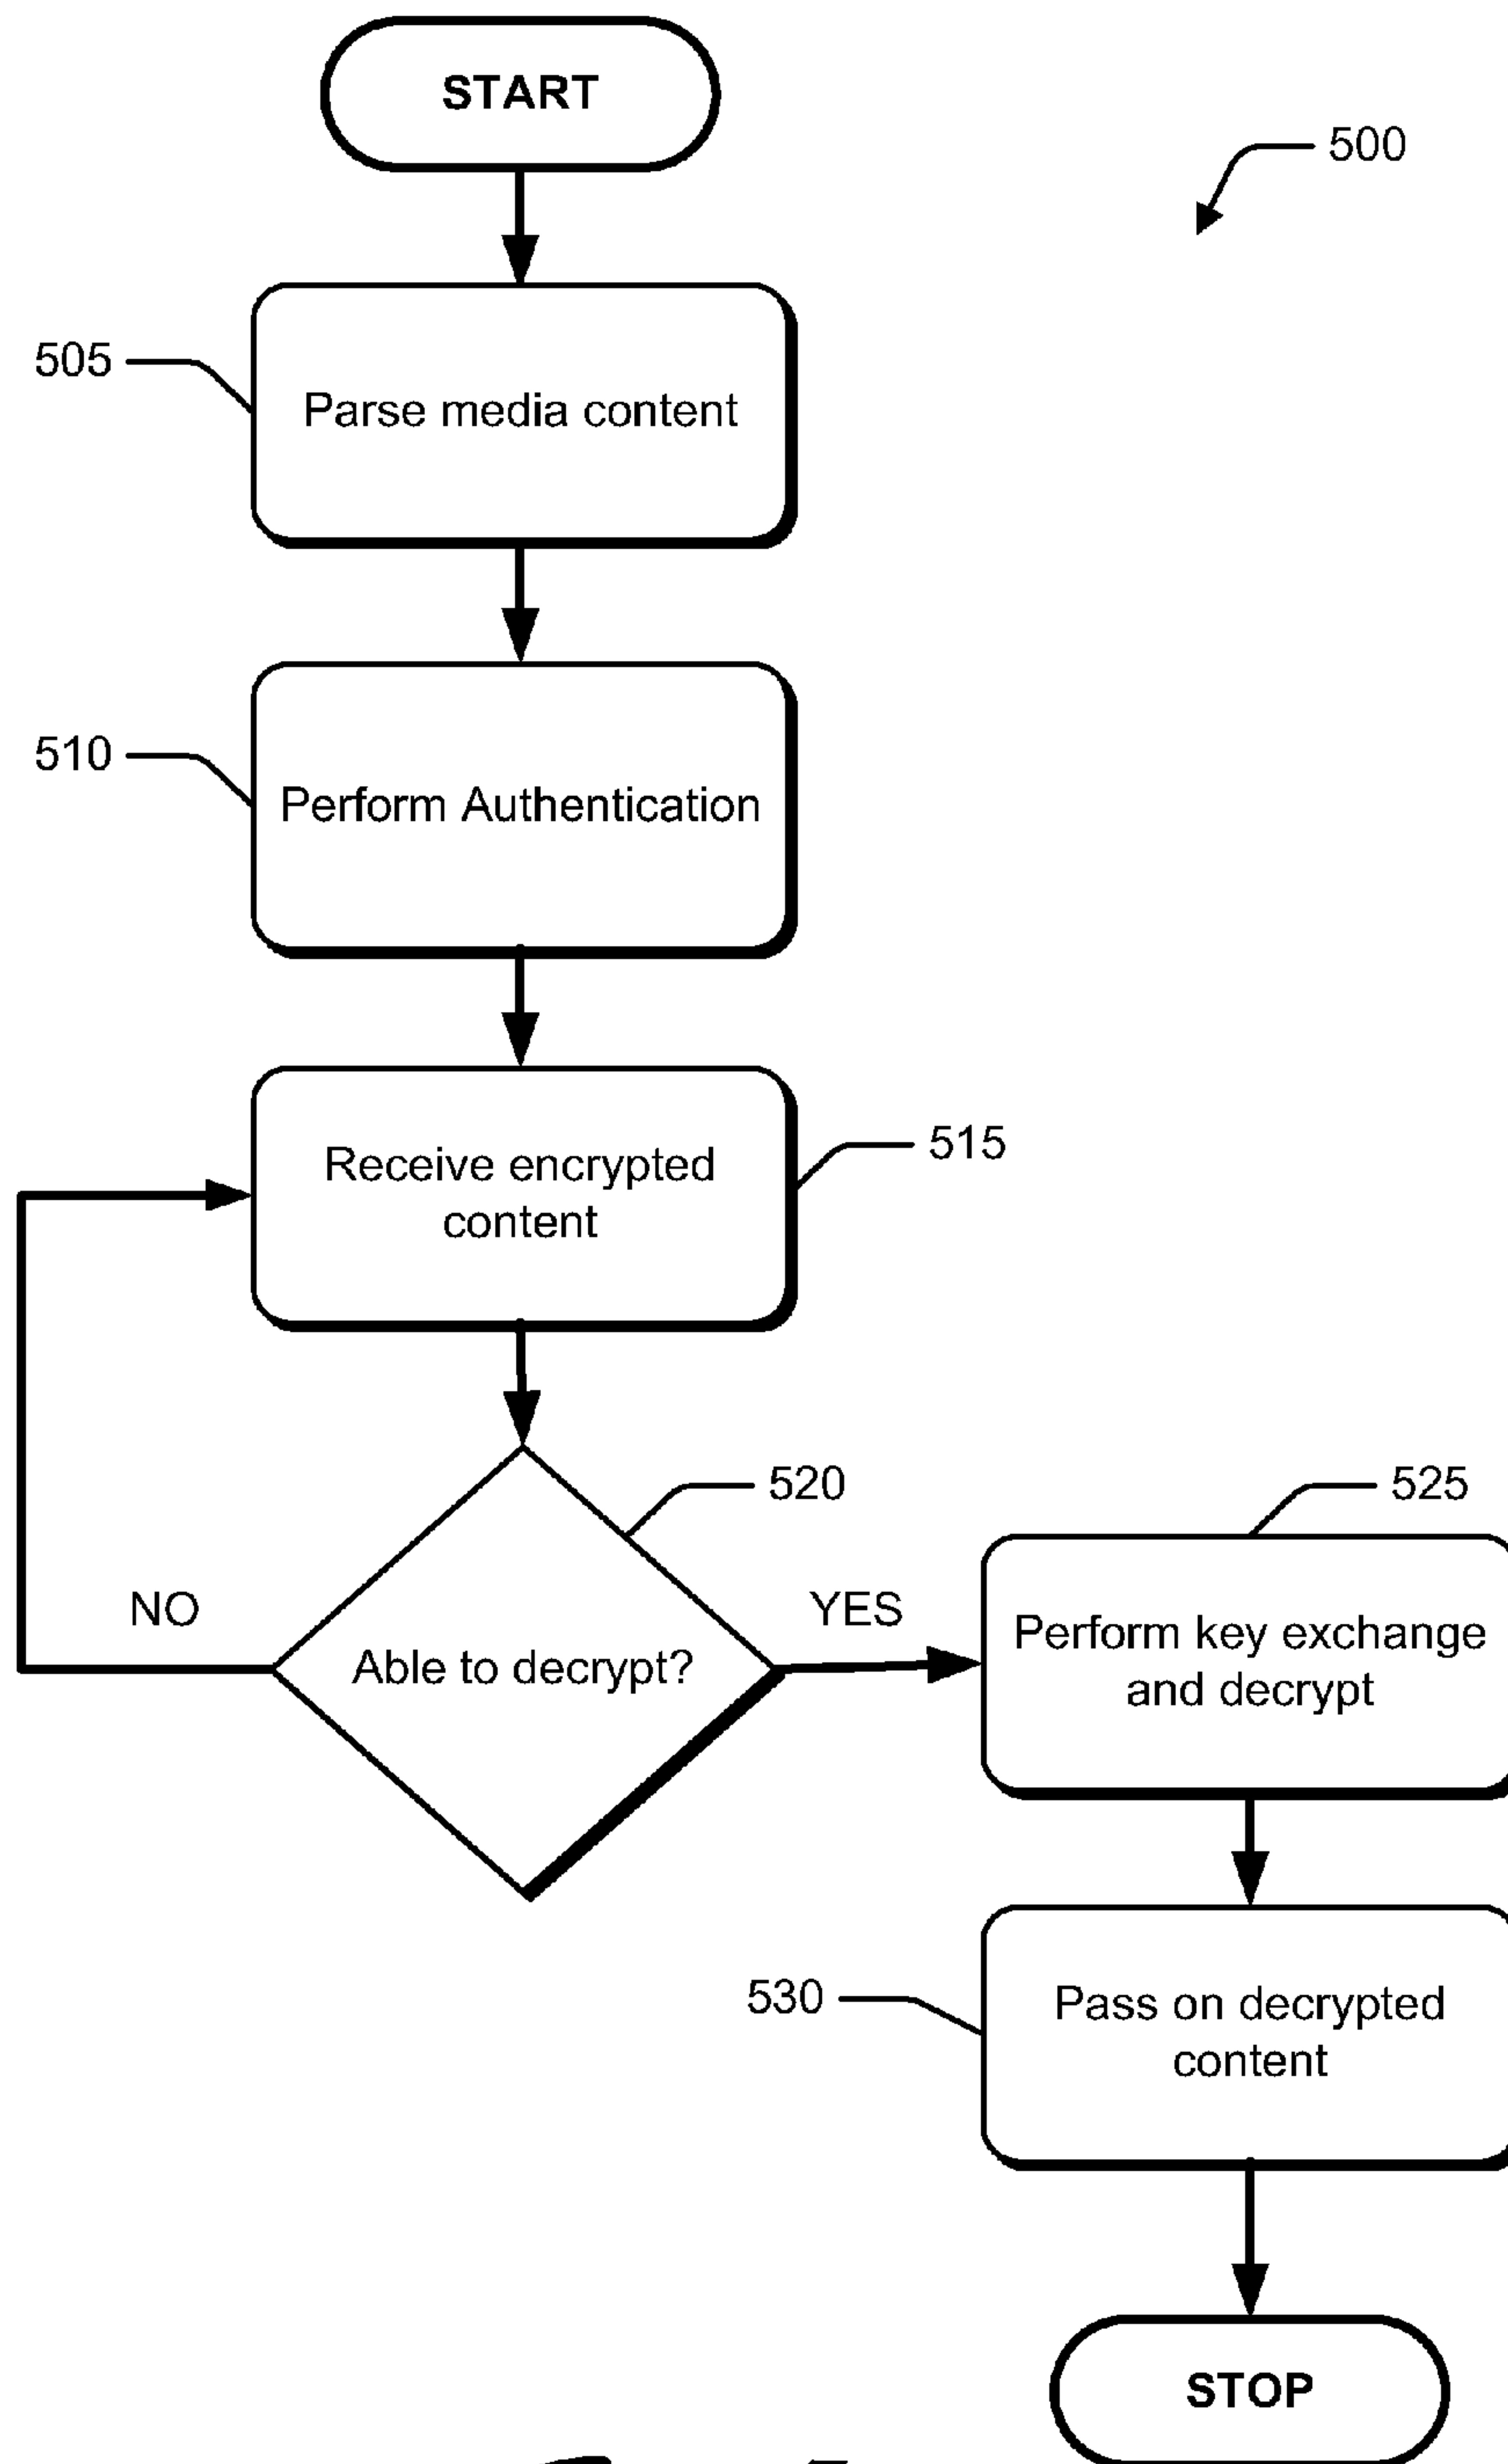 START
500
505
Parse media content
510
Perform Authentication
Receive encrypted
content
515
520
525
NO
YES
Able to decrypt?
Perform key exchange
and decrypt
530
Pass on decrypted
content
STOP